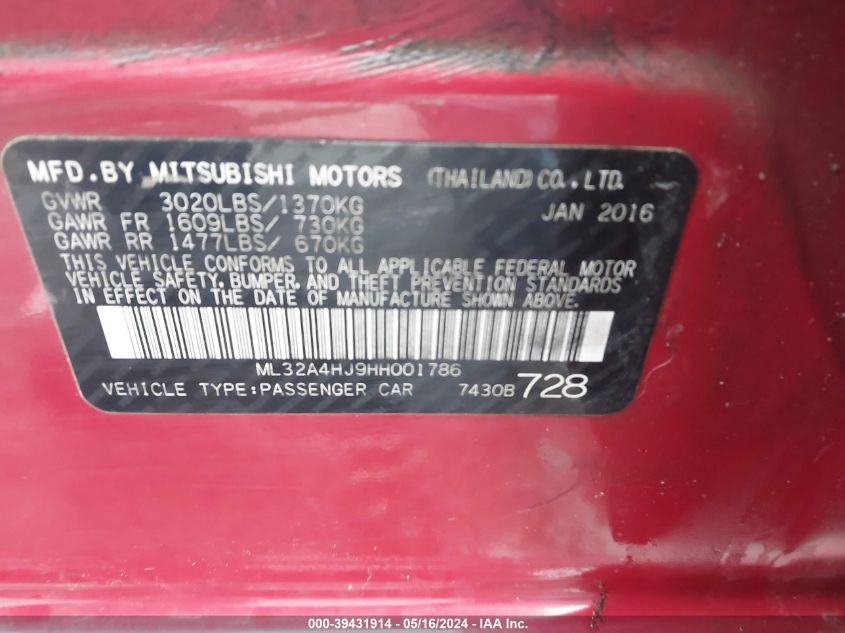 MFD. BY MITSUBISHI MOTORS (THAILAND) CO., LTD.
GVWR 3020LBS/1370KG JAN 2016
GAWR FR 1609LBS/ 730KG
GAWR RR 1477LBS/ 670KG
THIS VEHICLE CONFORMS TO ALL APPLICABLE FEDERAL MOTOR
VEHICLE SAFETY, BUMPER, AND THEFT PREVENTION STANDARDS
IN EFFECT ON THE DATE OF MANUFACTURE SHOWN ABOVE.
ML32A4HJ9HH001786
VEHICLE TYPE:PASSENGER CAR 7430B 728
000-39431914 - 05/16/2024 - IAA Inc.